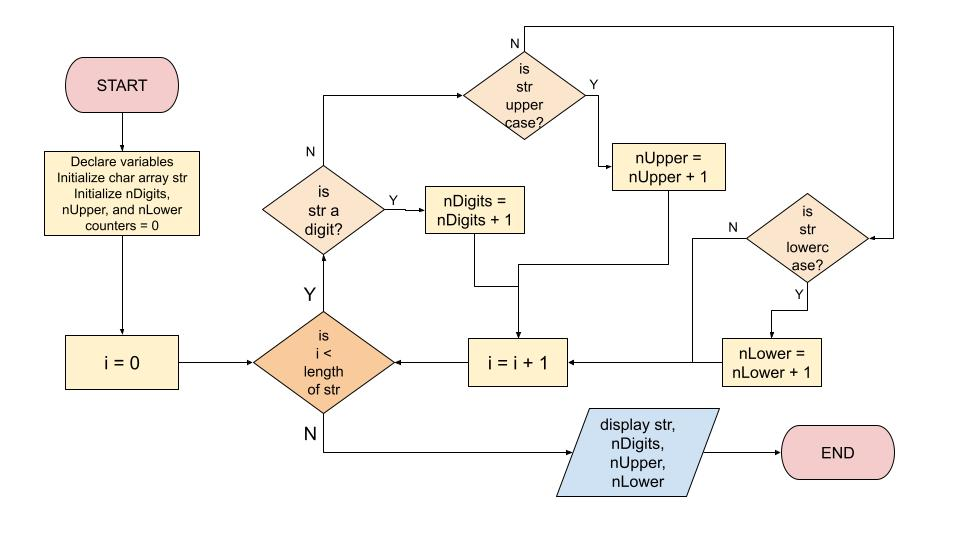 START
Declare variables
Initialize char array str
Initialize nDigits,
nUpper, and nLower
counters = 0
i = 0
is
i <
length
of str
Y
N
is
str a
digit?
N
Y
nDigits =
nDigits + 1
is
str
upper
case?
N
Y
nUpper =
nUpper + 1
is
str
lowerc
ase?
N
Y
nLower =
nLower + 1
i = i + 1
display str,
nDigits,
nUpper,
nLower
END